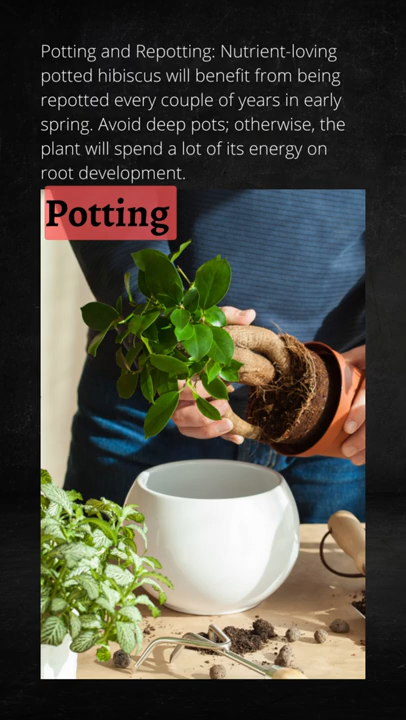 Potting and Repotting: Nutrient-loving
potted hibiscus will benefit from being
repotted every couple of years in early
spring. Avoid deep pots; otherwise, the
plant will spend a lot of its energy on
root development.
Potting